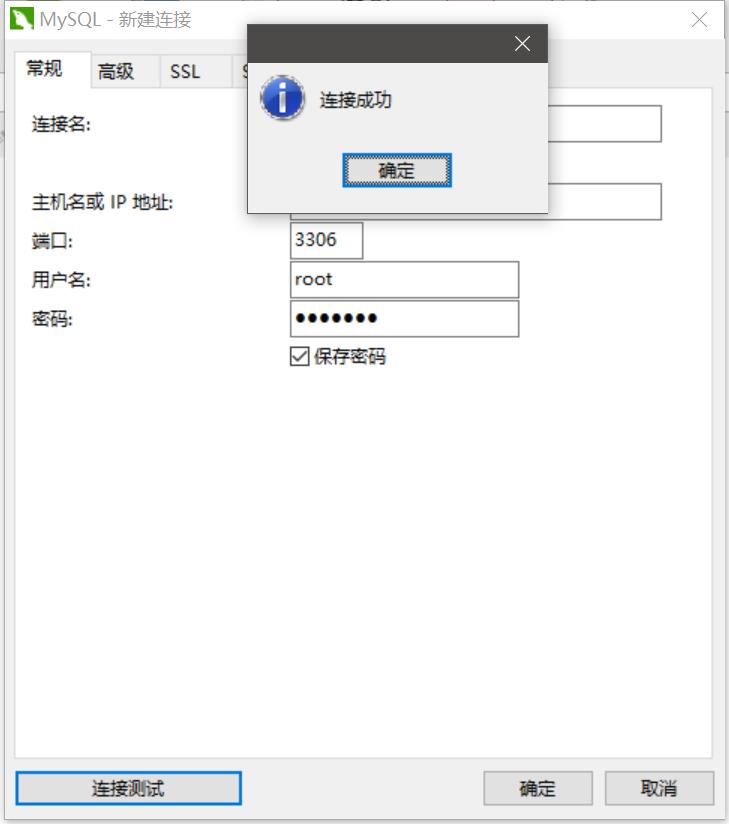 MySQL - 新建连接
常规
高级
SSL
连接成功
确定
连接名:
主机名或 IP 地址:
端口:
3306
用户名:
root
密码:
●●●●●●●
保存密码
连接测试
确定
取消